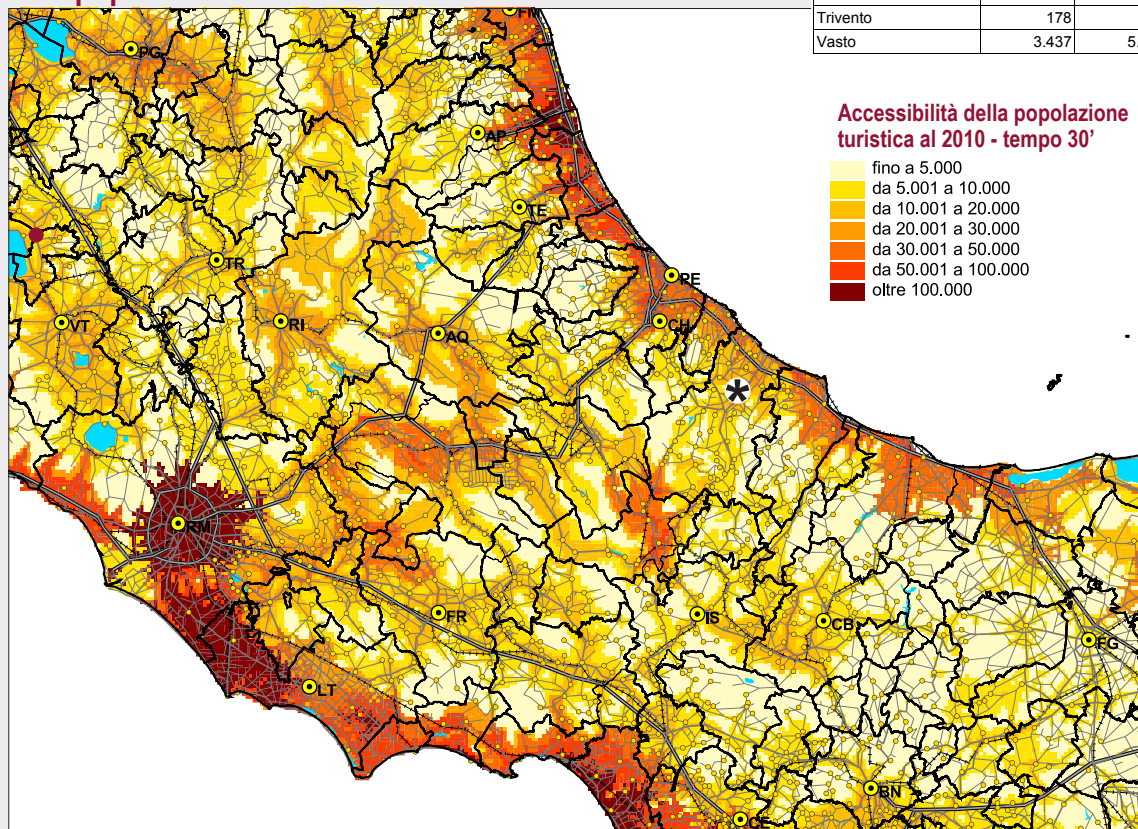 Trivento 178
Vasto 3.437 5.
Accessibilità della popolazione
turistica al 2010 - tempo 30’
fino a 5.000
da 5.001 a 10.000
da 10.001 a 20.000
da 20.001 a 30.000
da 30.001 a 50.000
da 50.001 a 100.000
oltre 100.000
PG
AP
TE
TR
PE
VT
RI
AQ
CH
*
RM
FR
IS
CB
FG
LT
BN
CE